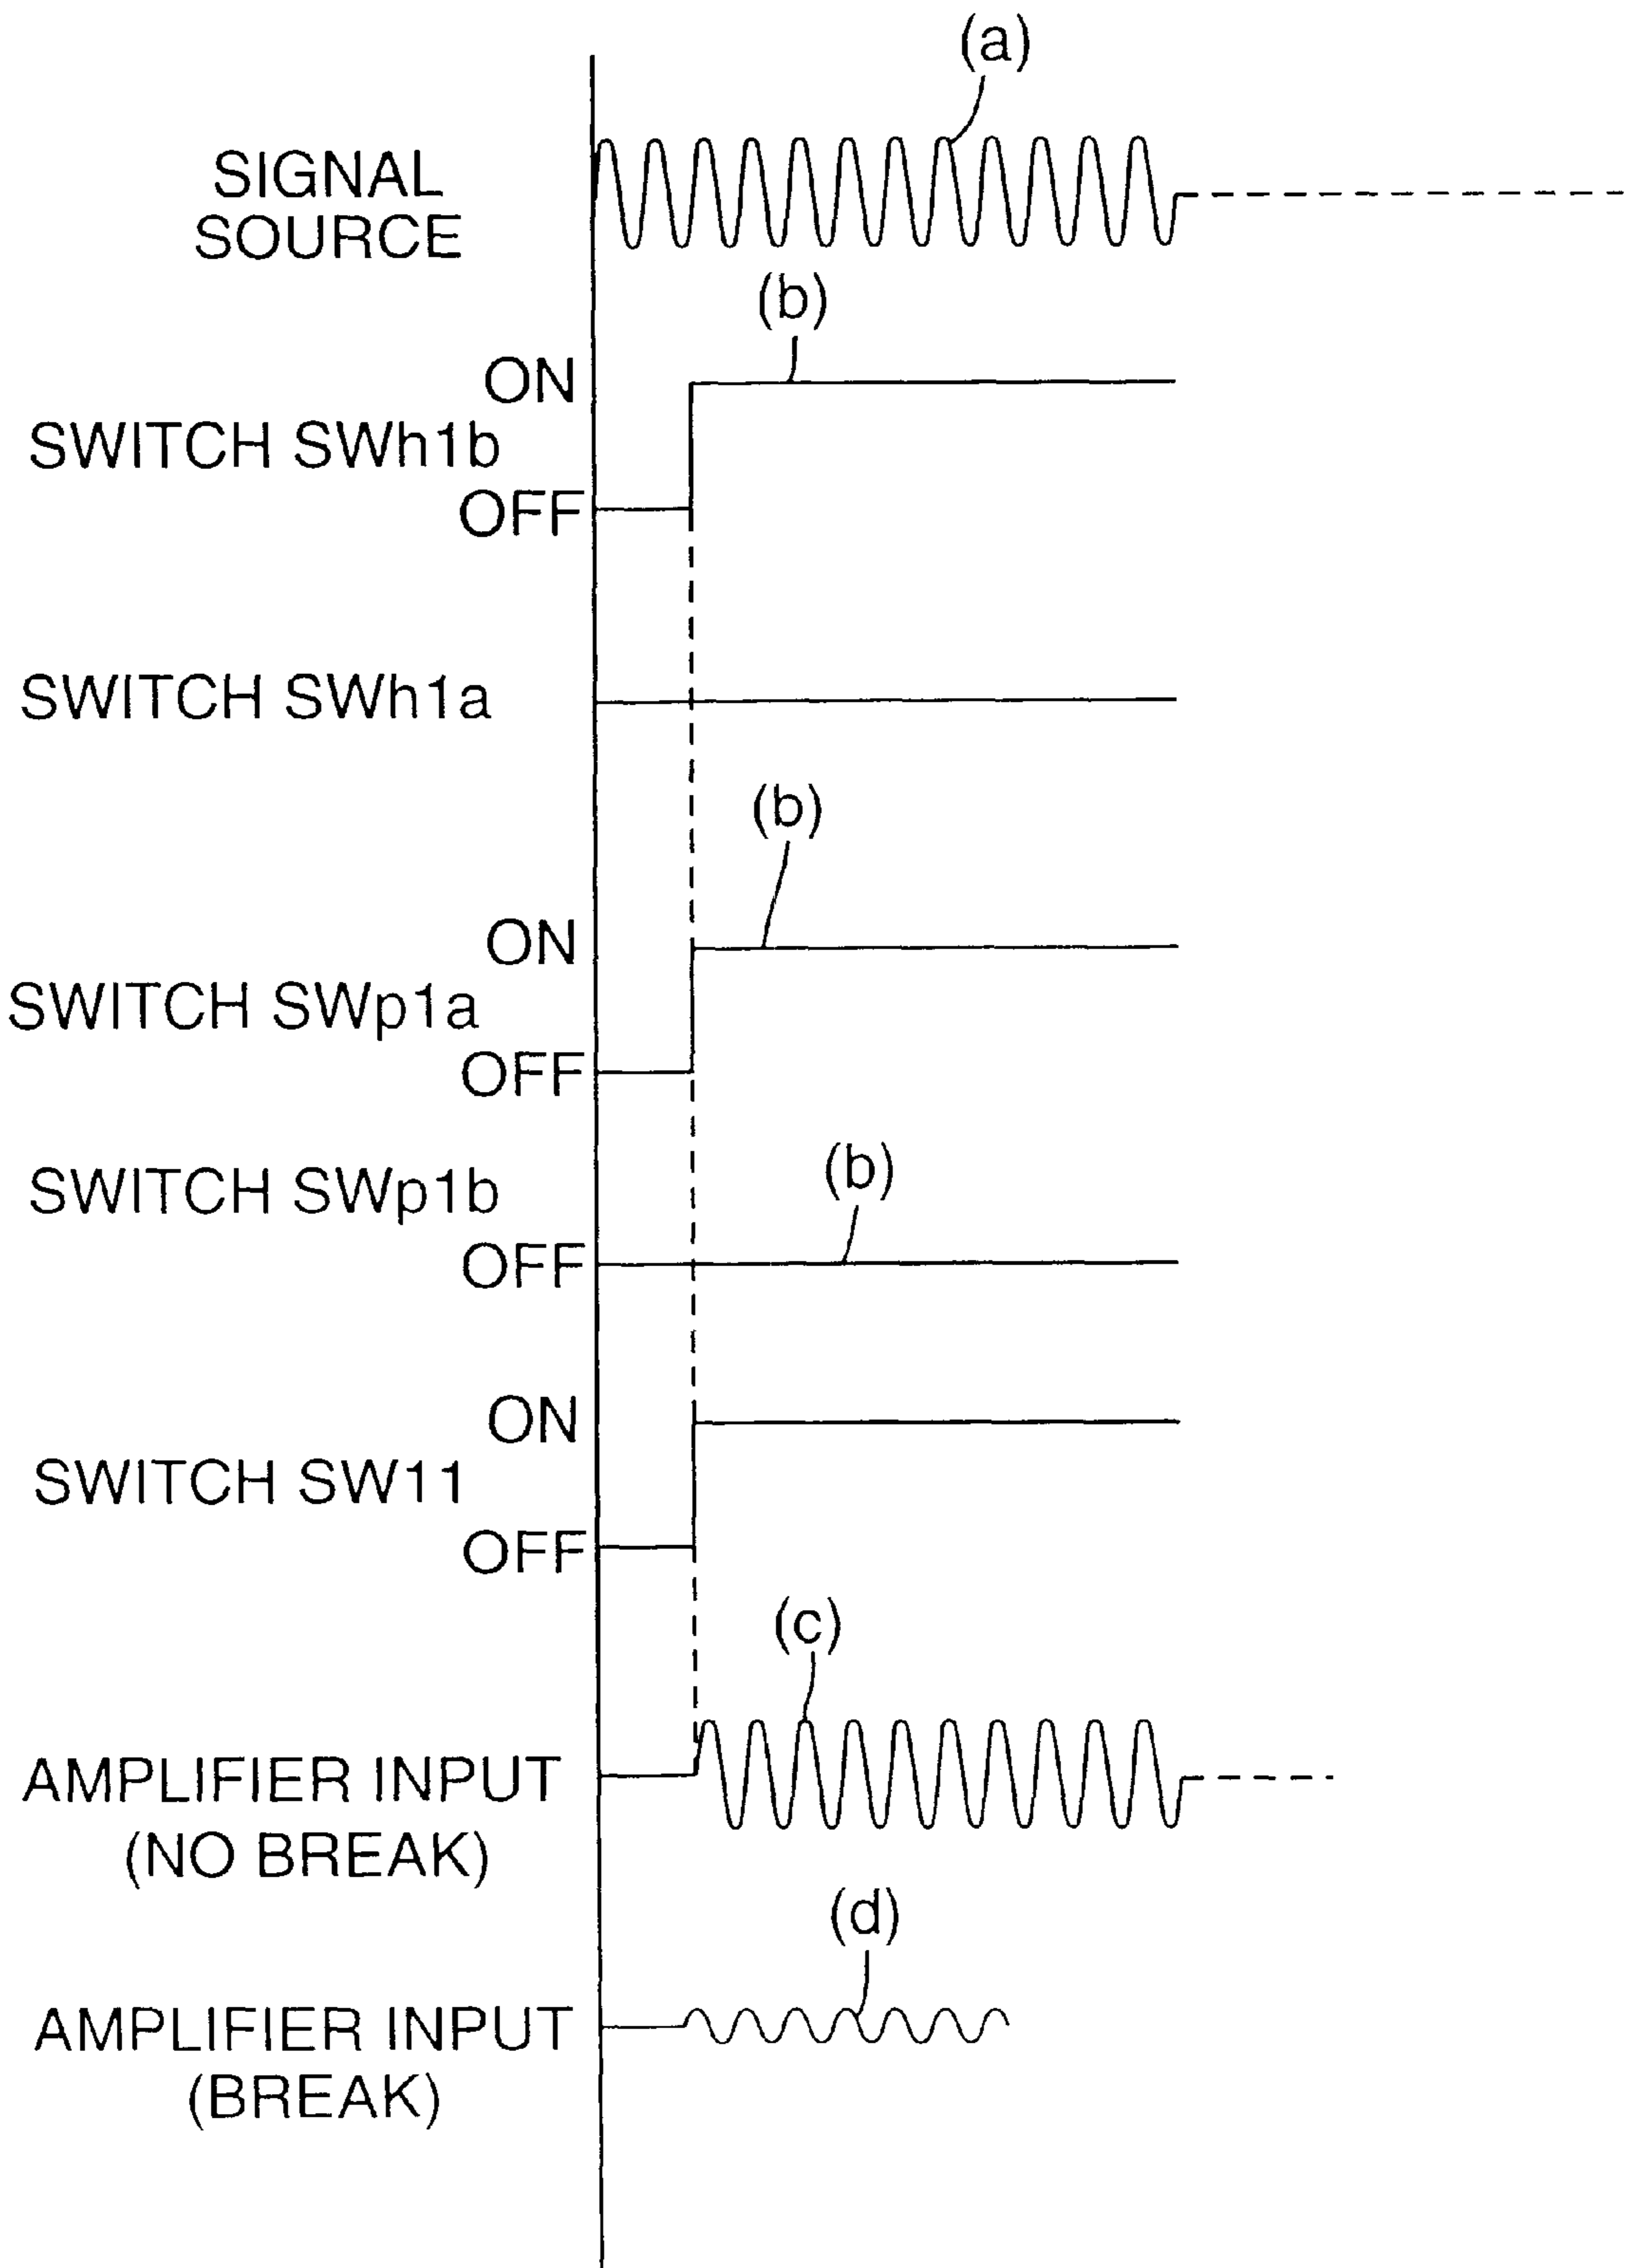 (a)
SIGNAL
SOURCE
(b)
ON
SWITCH SWh1b
OFF
SWITCH SWh1a
(b)
ON
SWITCH SWp1a
OFF
(b)
SWITCH SWp1b
OFF
ON
SWITCH SW11
OFF
(c)
AMPLIFIER INPUT
(NO BREAK)
(d)
AMPLIFIER INPUT
(BREAK)